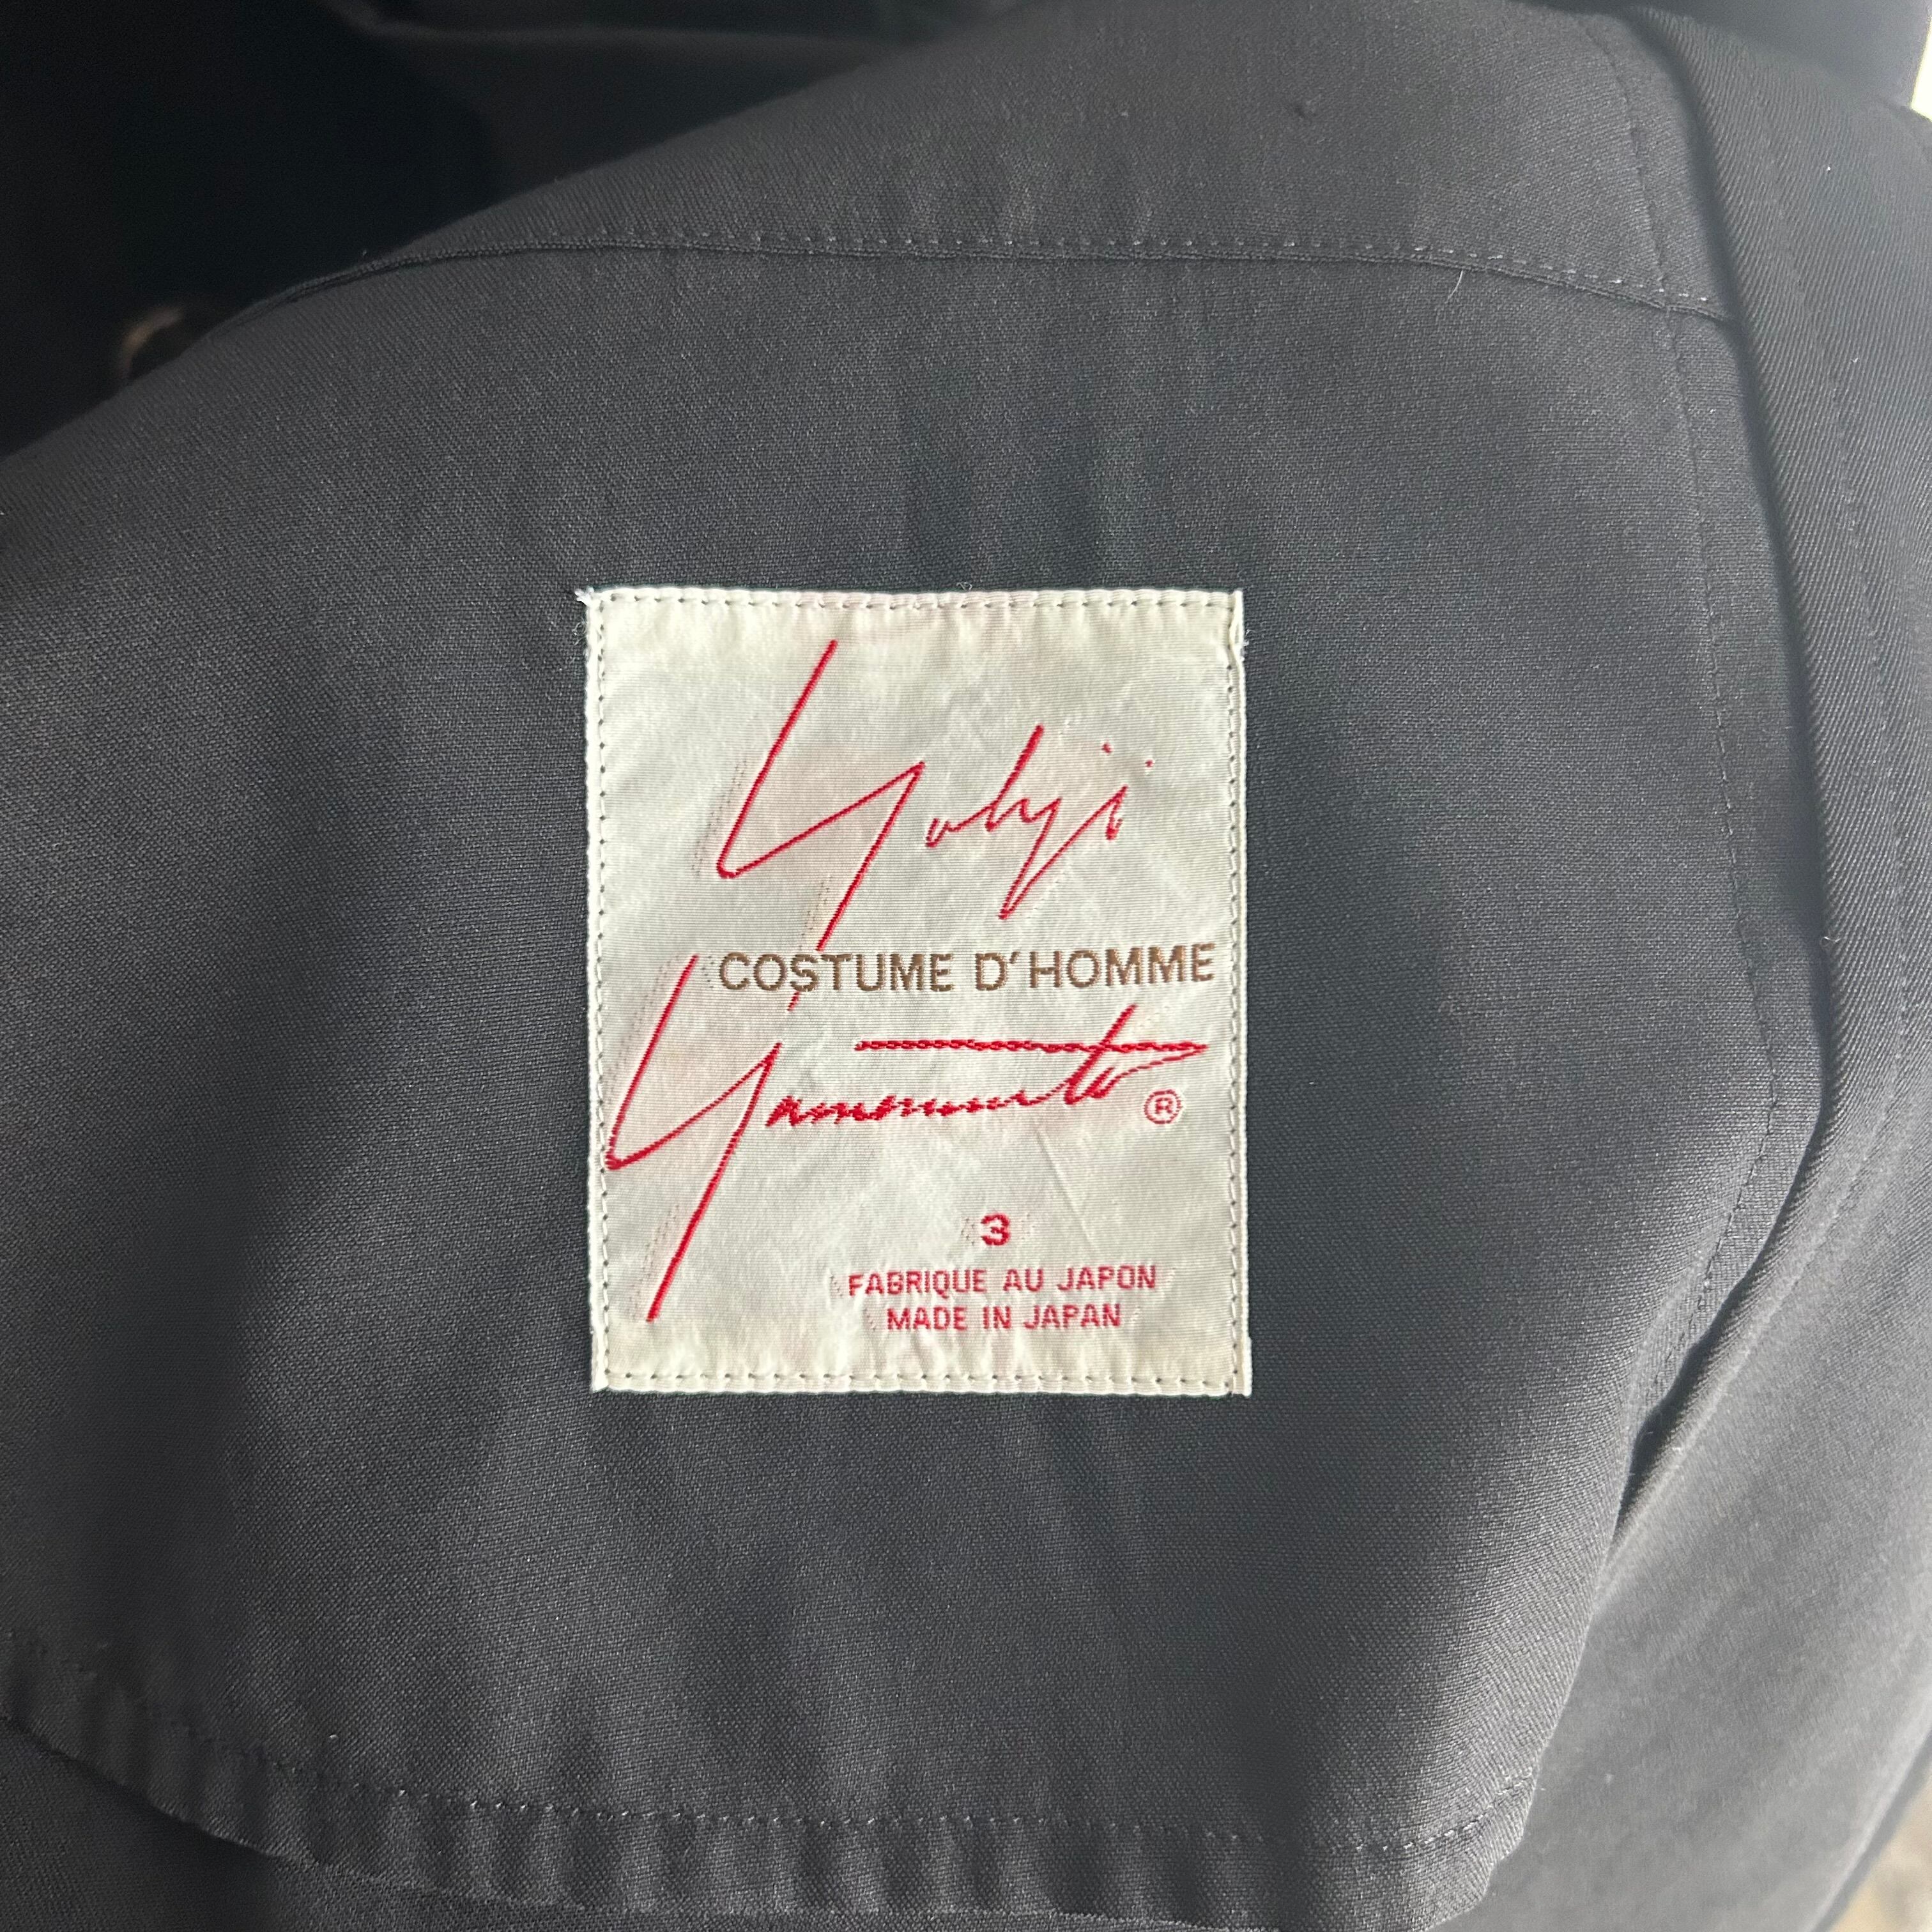 Yohji
COSTUME D'HOMME
Yamamoto ®
3
FABRIQUE AU JAPON
MADE IN JAPAN